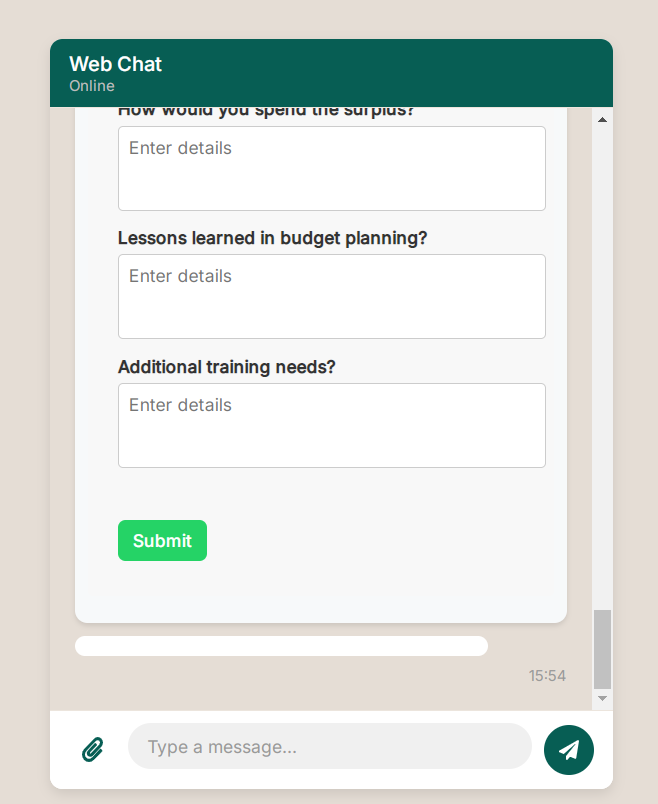 Web Chat
Online
How would you spend the surplus?
Enter details
Lessons learned in budget planning?
Enter details
Additional training needs?
Enter details
Submit
15:54
Type a message...